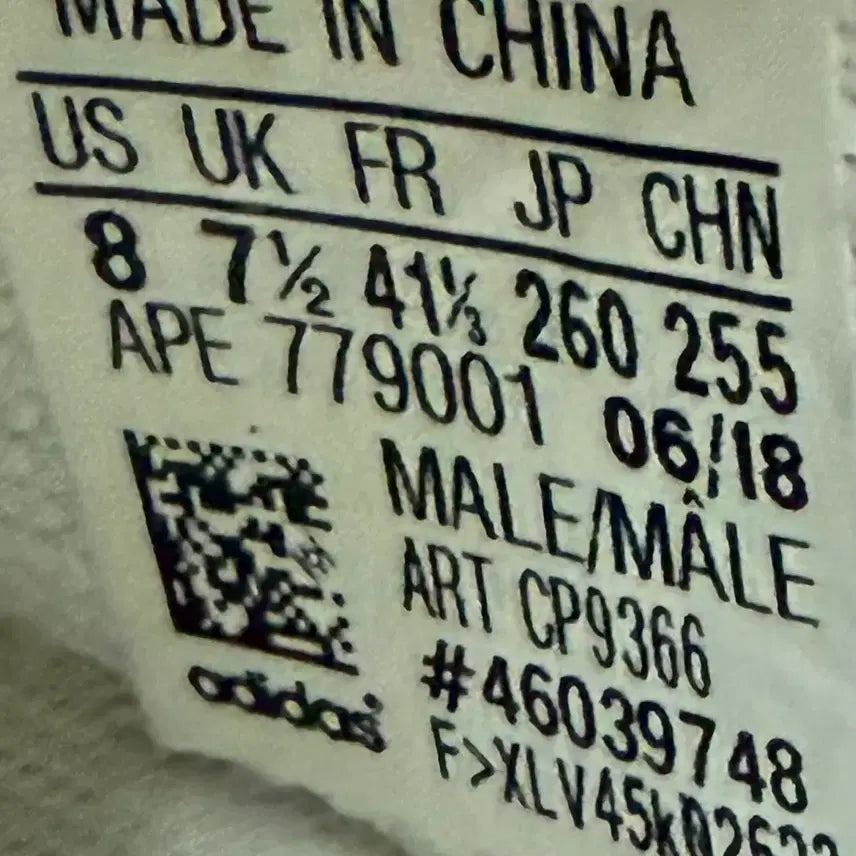 MADE IN CHINA
US UK FR JP CHN
8 7½ 41⅓ 260 255
APE 779001 06/18
MALE/MÂLE
ART CP9366
#46039748
adidas